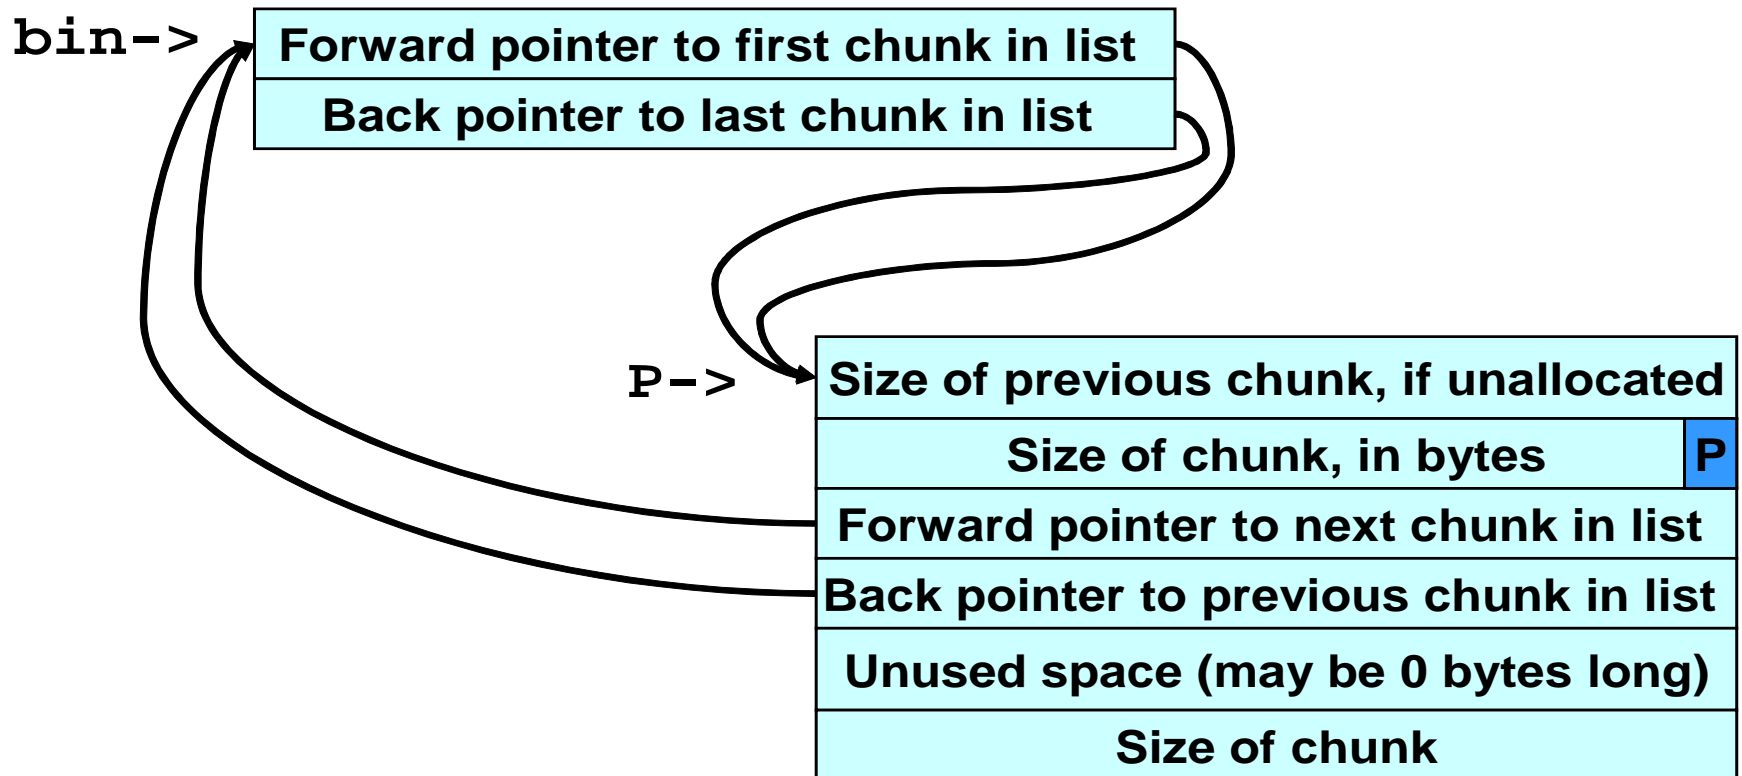 bin->
Forward pointer to first chunk in list
Back pointer to last chunk in list
P->
Size of previous chunk, if unallocated
Size of chunk, in bytes
P
Forward pointer to next chunk in list
Back pointer to previous chunk in list
Unused space (may be 0 bytes long)
Size of chunk